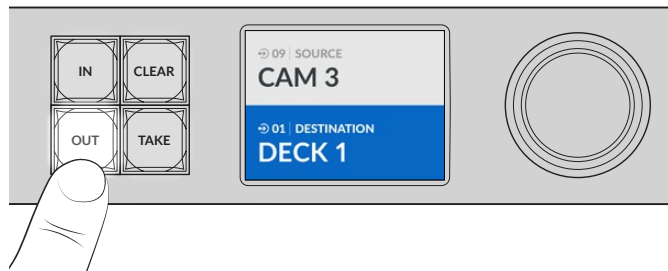 IN
CLEAR
OUT
TAKE
09 | SOURCE
CAM 3
01 | DESTINATION
DECK 1